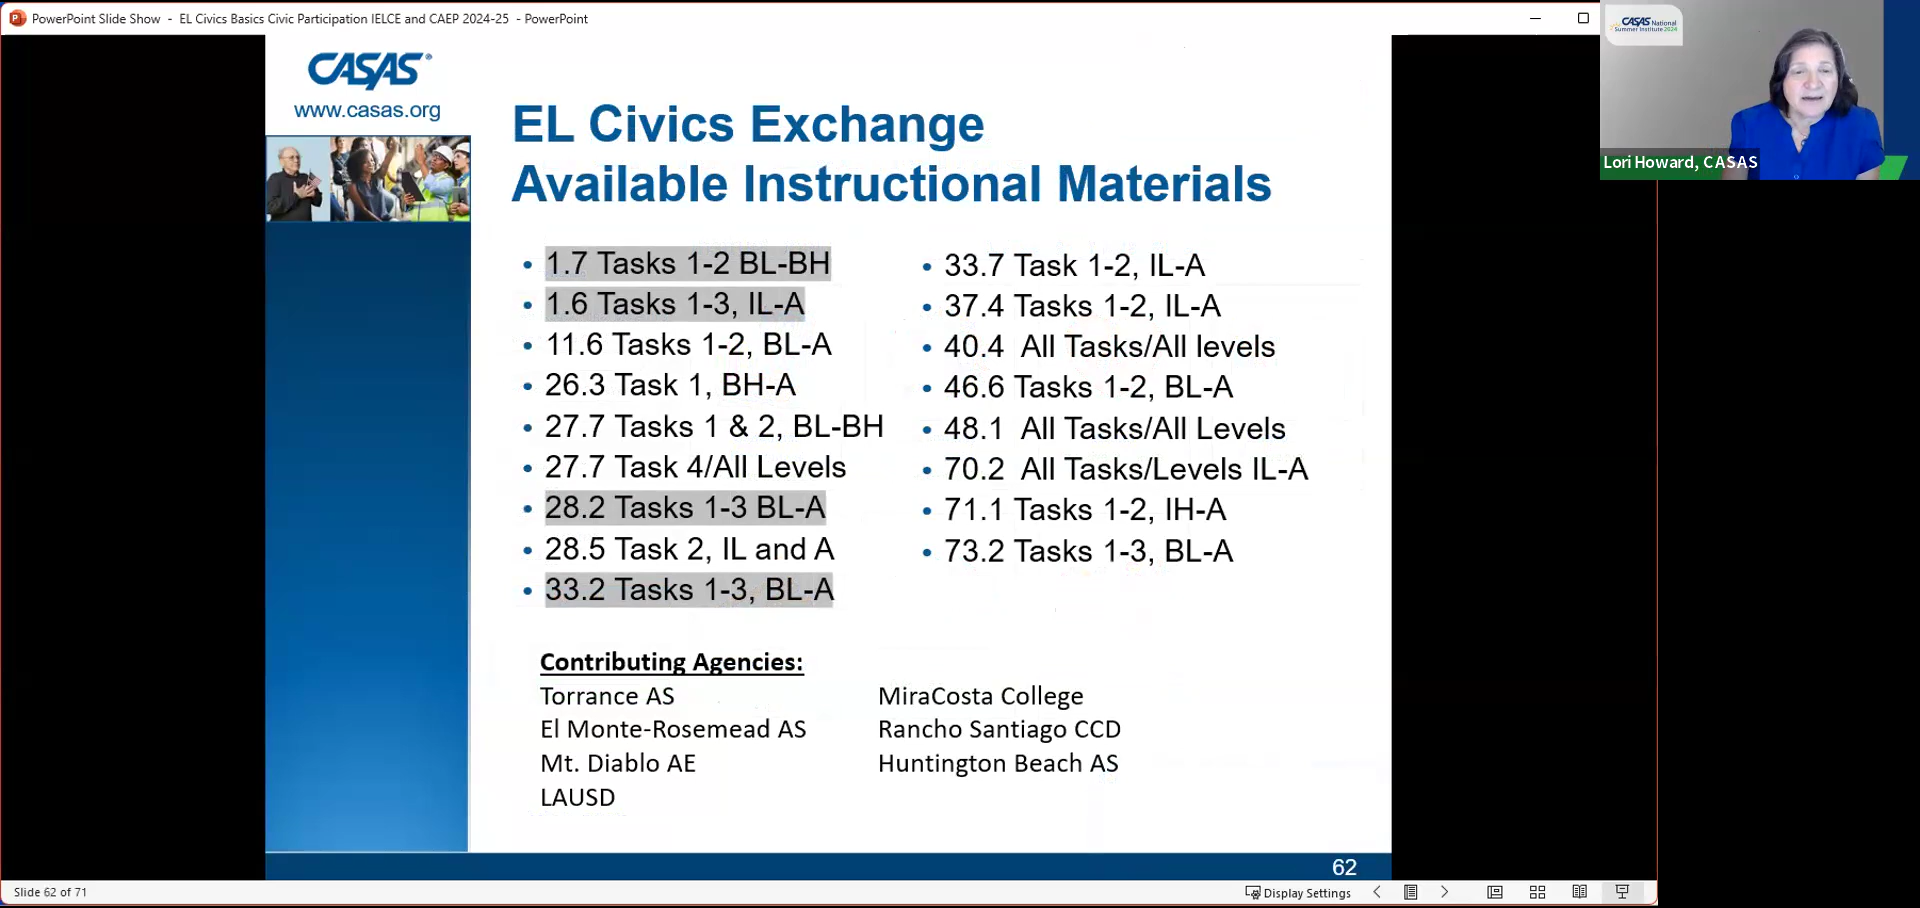 PowerPoint Slide Show - EL Civics Basics Civic Participation IELCE and CAEP 2024-25 - PowerPoint
CASAS National
Summer Institute 2024
Lori Howard, CASAS
CASAS®
www.casas.org
EL Civics Exchange
Available Instructional Materials
• 1.7 Tasks 1-2 BL-BH
• 1.6 Tasks 1-3, IL-A
• 11.6 Tasks 1-2, BL-A
• 26.3 Task 1, BH-A
• 27.7 Tasks 1 & 2, BL-BH
• 27.7 Task 4/All Levels
• 28.2 Tasks 1-3 BL-A
• 28.5 Task 2, IL and A
• 33.2 Tasks 1-3, BL-A
• 33.7 Task 1-2, IL-A
• 37.4 Tasks 1-2, IL-A
• 40.4 All Tasks/All levels
• 46.6 Tasks 1-2, BL-A
• 48.1 All Tasks/All Levels
• 70.2 All Tasks/Levels IL-A
• 71.1 Tasks 1-2, IH-A
• 73.2 Tasks 1-3, BL-A
Contributing Agencies:
Torrance AS
El Monte-Rosemead AS
Mt. Diablo AE
LAUSD
MiraCosta College
Rancho Santiago CCD
Huntington Beach AS
62
Slide 62 of 71
Display Settings